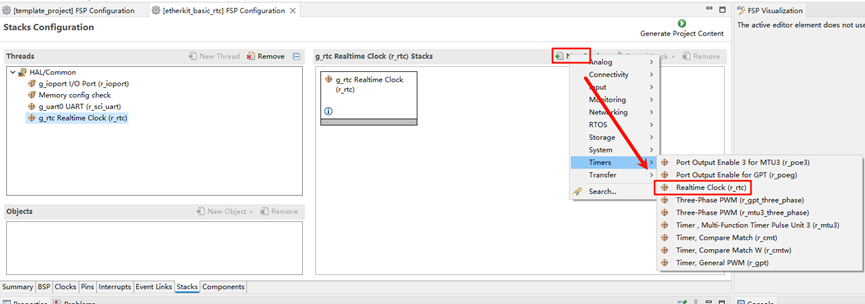 [template_project] FSP Configuration
[etherkit_basic_rtc] FSP Configuration
FSP Visualization
Stacks Configuration
Generate Project Content
The active editor element does not use
Threads
New Thread
Remove
g_rtc Realtime Clock (r_rtc) Stacks
Remove
HAL/Common
g_ioport I/O Port (r_ioport)
Memory config check
g_uart0 UART (r_sci_uart)
g_rtc Realtime Clock (r_rtc)
g_rtc Realtime Clock
(r_rtc)
Analog
Connectivity
Input
Monitoring
Networking
RTOS
Storage
System
Timers
Transfer
Search...
Port Output Enable 3 for MTU3 (r_poe3)
Port Output Enable for GPT (r_poeg)
Realtime Clock (r_rtc)
Three-Phase PWM (r_gpt_three_phase)
Three-Phase PWM (r_mtu3_three_phase)
Timer , Multi-Function Timer Pulse Unit 3 (r_mtu3)
Timer, Compare Match (r_cmt)
Timer, Compare Match W (r_cmtw)
Timer, General PWM (r_gpt)
Objects
New Object >
Remove
Summary BSP Clocks Pins Interrupts Event Links Stacks Components
Properties Problems
Console